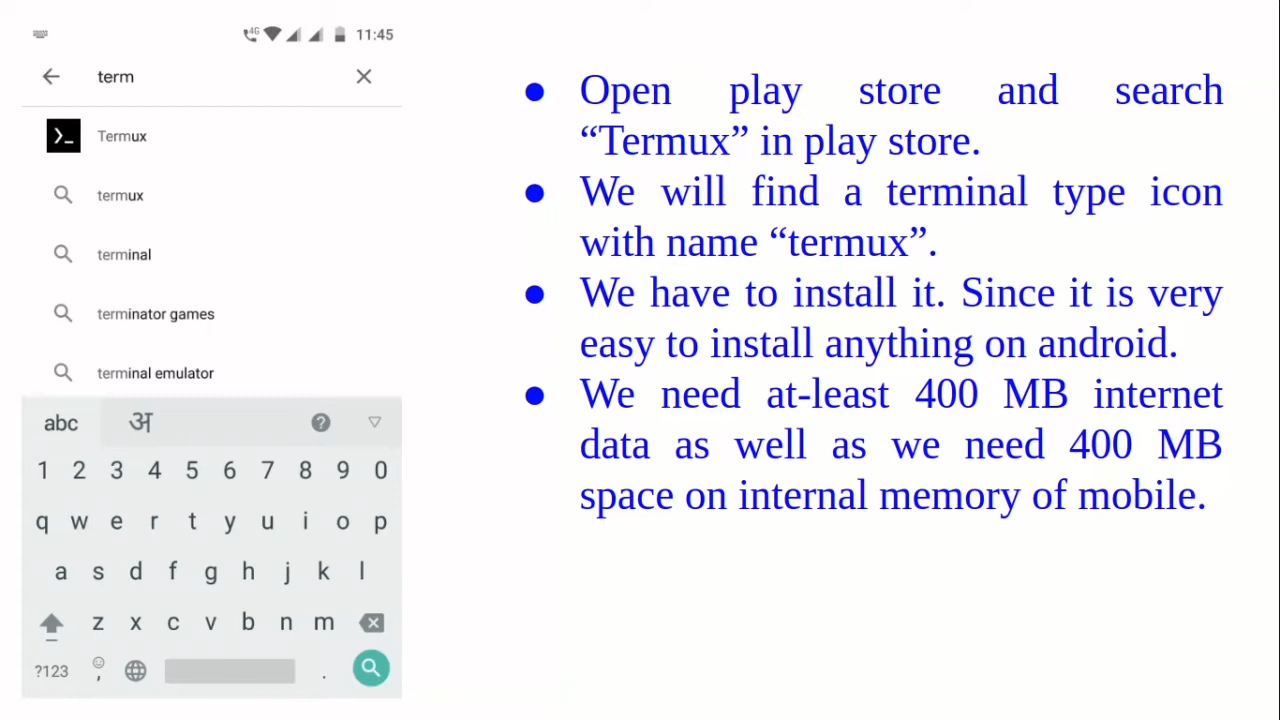 4G 11:45
term
Termux
termux
terminal
terminator games
terminal emulator
abc अ ?
1 2 3 4 5 6 7 8 9 0
q w e r t y u i o p
a s d f g h j k l
z x c v b n m
?123 , .
● Open play store and search
“Termux” in play store.
● We will find a terminal type icon
with name “termux”.
● We have to install it. Since it is very
easy to install anything on android.
● We need at-least 400 MB internet
data as well as we need 400 MB
space on internal memory of mobile.